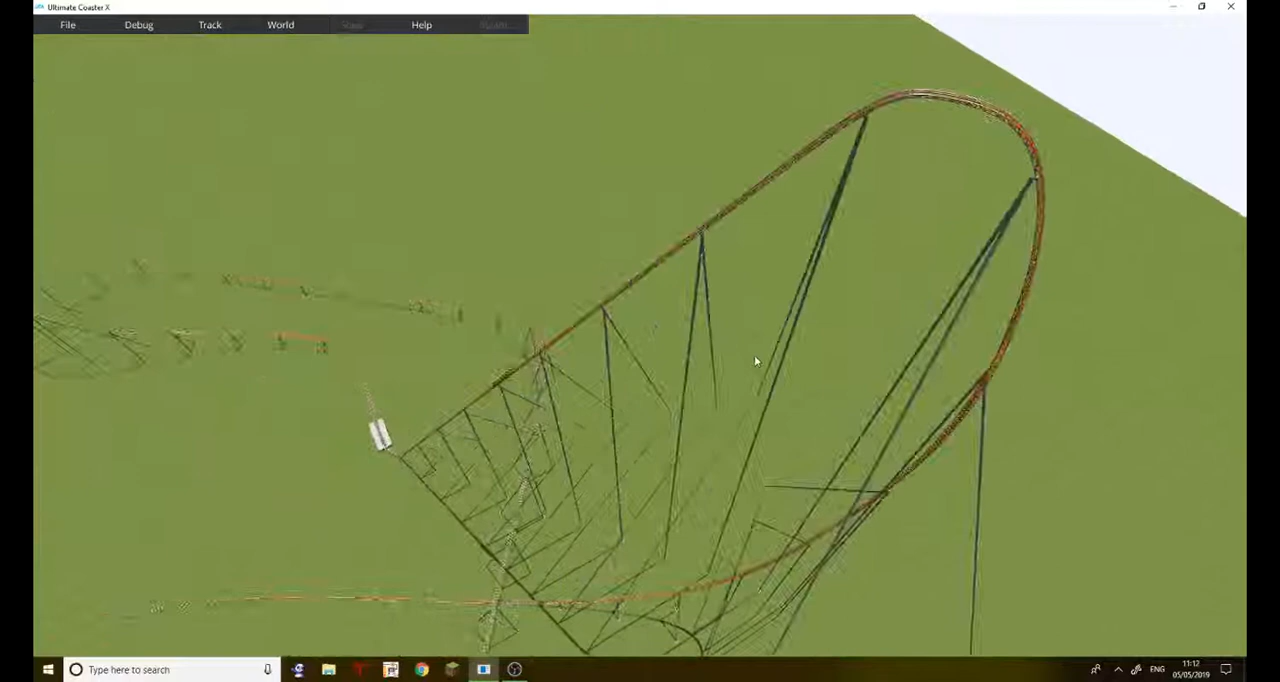 Ultimate Coaster X
File Debug Track World Help
Type here to search
ENG
11:12
05/05/2019